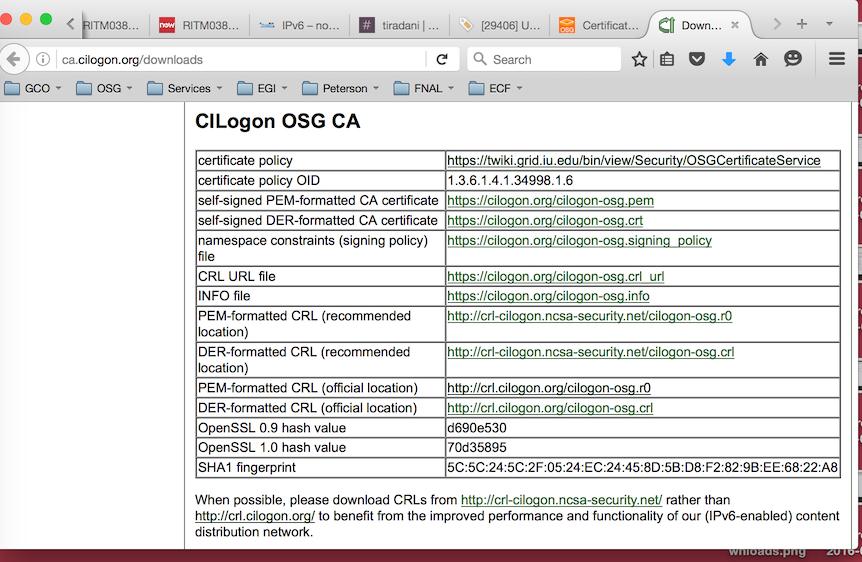 RITM038...
RITM038...
IPv6 – no...
tiradani | ...
[29406] U...
Certificat...
Down...
ca.cilogon.org/downloads
Search
GCO
OSG
Services
EGI
Peterson
FNAL
ECF
CILogon OSG CA
certificate policy https://twiki.grid.iu.edu/bin/view/Security/OSGCertificateService
certificate policy OID 1.3.6.1.4.1.34998.1.6
self-signed PEM-formatted CA certificate https://cilogon.org/cilogon-osg.pem
self-signed DER-formatted CA certificate https://cilogon.org/cilogon-osg.crt
namespace constraints (signing policy) https://cilogon.org/cilogon-osg.signing_policy
file
CRL URL file https://cilogon.org/cilogon-osg.crl_url
INFO file https://cilogon.org/cilogon-osg.info
PEM-formatted CRL (recommended http://crl-cilogon.ncsa-security.net/cilogon-osg.r0
location)
DER-formatted CRL (recommended http://crl-cilogon.ncsa-security.net/cilogon-osg.crl
location)
PEM-formatted CRL (official location) http://crl.cilogon.org/cilogon-osg.r0
DER-formatted CRL (official location) http://crl.cilogon.org/cilogon-osg.crl
OpenSSL 0.9 hash value d690e530
OpenSSL 1.0 hash value 70d35895
SHA1 fingerprint 5C:5C:24:5C:2F:05:24:EC:24:45:8D:5B:D8:F2:82:9B:EE:68:22:A8
When possible, please download CRLs from http://crl-cilogon.ncsa-security.net/ rather than
http://crl.cilogon.org/ to benefit from the improved performance and functionality of our (IPv6-enabled) content
distribution network.
wnloads.png